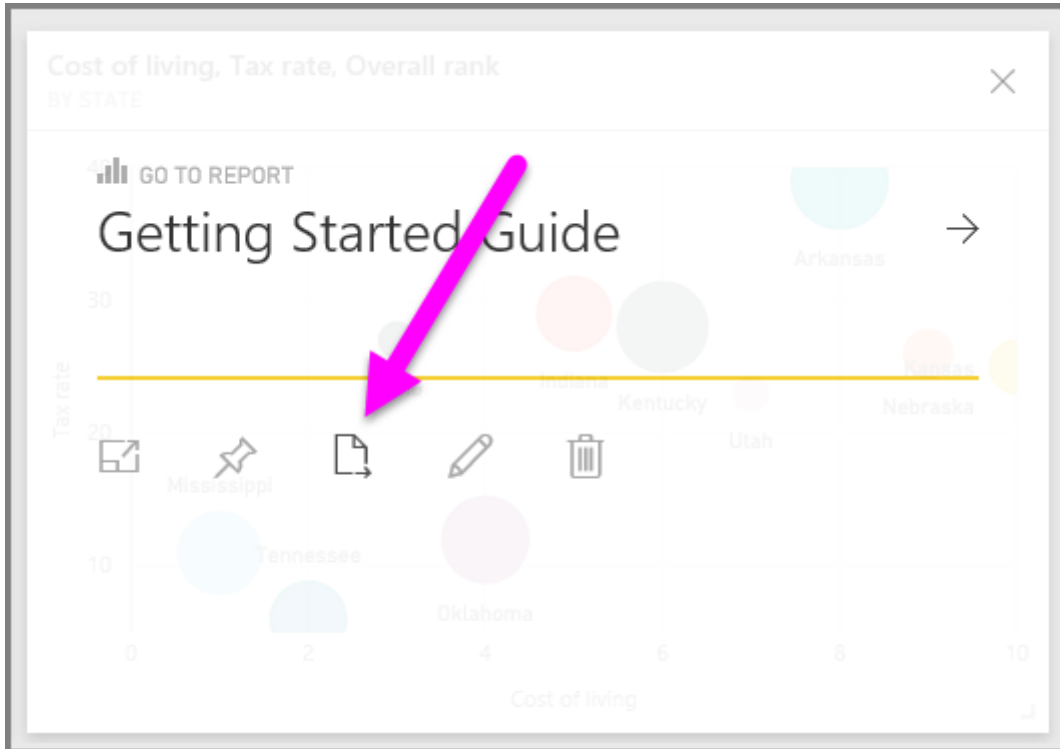 Cost of living, Tax rate, Overall rank
BY STATE
GO TO REPORT
Getting Started Guide
40
Arkansas
30
Indiana
Kansas
Kentucky
Nebraska
Tax rate
20
Utah
Mississippi
10
Tennessee
Oklahoma
0 2 4 6 8 10
Cost of living